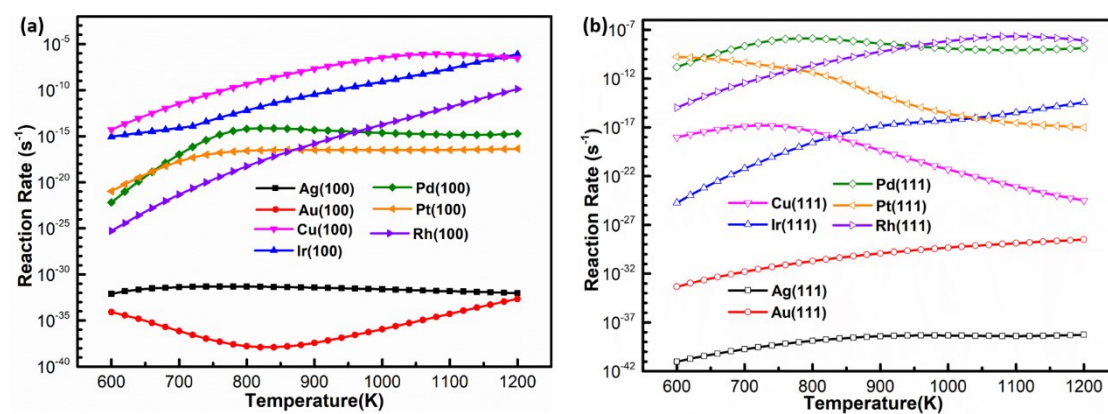 (a)
Reaction Rate (s⁻¹)
10⁻⁵
10⁻¹⁰
10⁻¹⁵
10⁻²⁰
10⁻²⁵
10⁻³⁰
10⁻³⁵
10⁻⁴⁰
Ag(100)
Au(100)
Cu(100)
Ir(100)
Pd(100)
Pt(100)
Rh(100)
600 700 800 900 1000 1100 1200
Temperature(K)
(b)
Reaction Rate (s⁻¹)
10⁻⁷
10⁻¹²
10⁻¹⁷
10⁻²²
10⁻²⁷
10⁻³²
10⁻³⁷
10⁻⁴²
Cu(111)
Ir(111)
Pd(111)
Pt(111)
Rh(111)
Ag(111)
Au(111)
600 700 800 900 1000 1100 1200
Temperature(K)